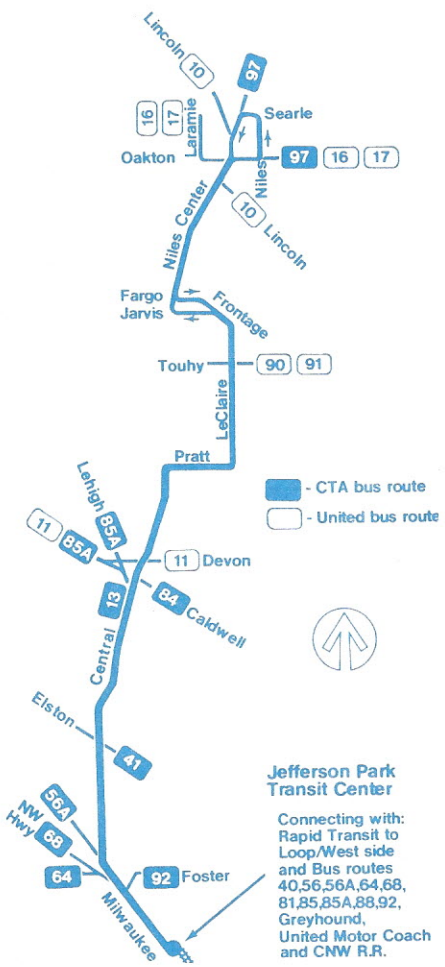 Lincoln 10
97
Searle
16 17
Laramie
Oakton
Niles
97 16 17
10 Lincoln
Niles Center
Fargo
Jarvis
Frontage
Touhy
90 91
LeClaire
Pratt
- CTA bus route
- United bus route
Lehigh 85A
11 85A
11 Devon
13
84 Caldwell
Central
Elston
41
56A
NW
Hwy 68
64
92 Foster
Milwaukee
Jefferson Park
Transit Center
Connecting with:
Rapid Transit to
Loop/West side
and Bus routes
40,56,56A,64,68,
81,85,85A,88,92,
Greyhound,
United Motor Coach
and CNW R.R.